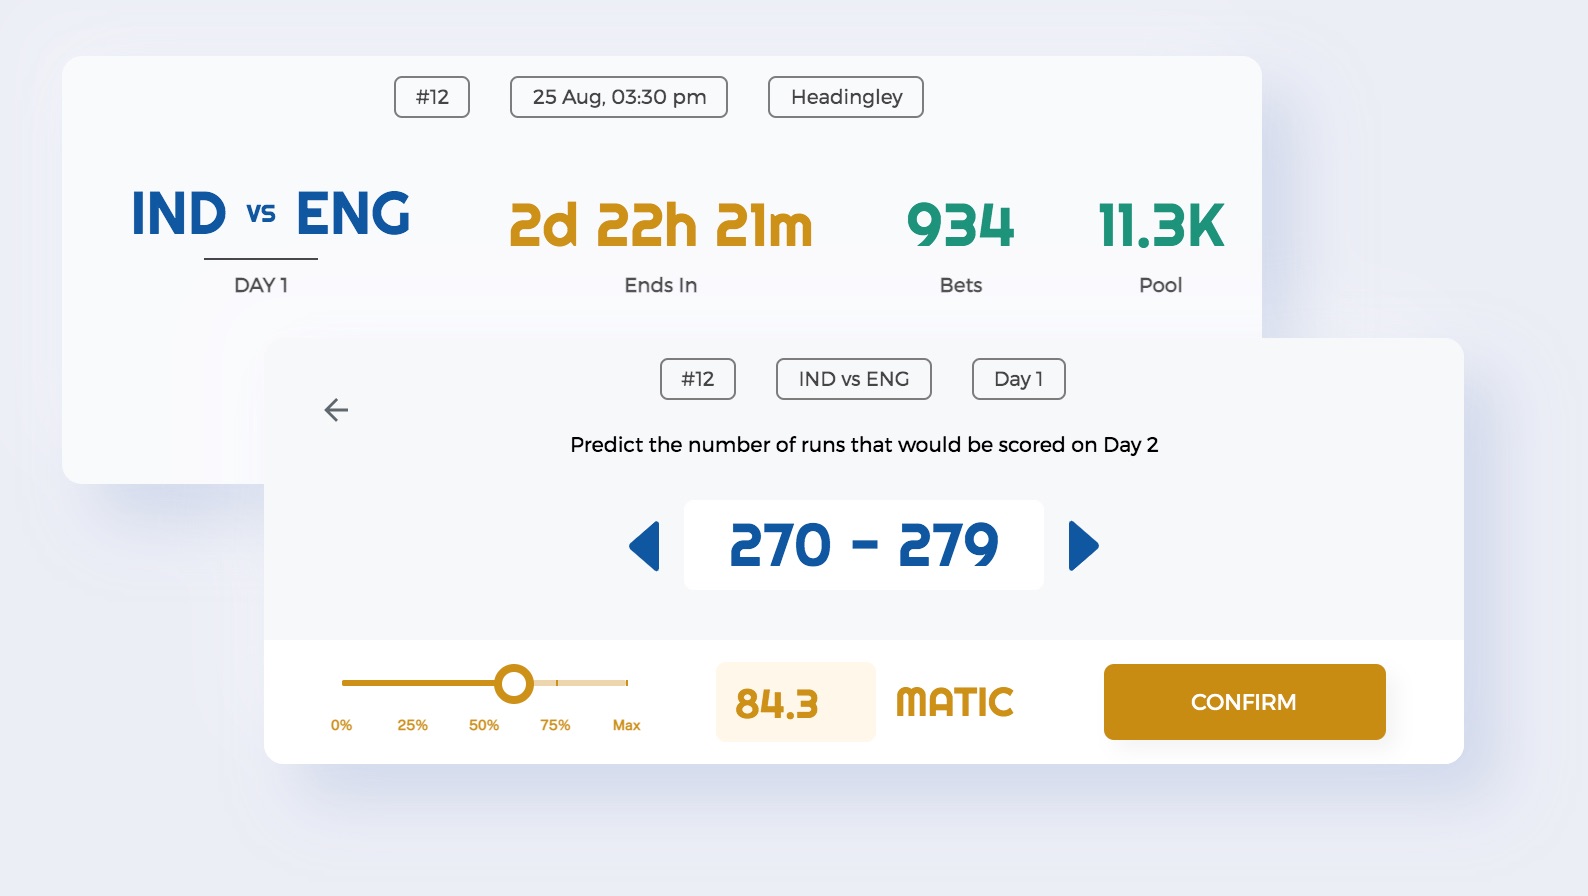 #12 25 Aug, 03:30 pm Headingley
IND vs ENG 2d 22h 21m 934 11.3K
DAY 1 Ends In Bets Pool
#12 IND vs ENG Day 1
Predict the number of runs that would be scored on Day 2
270 - 279
84.3 MATIC CONFIRM
0% 25% 50% 75% Max